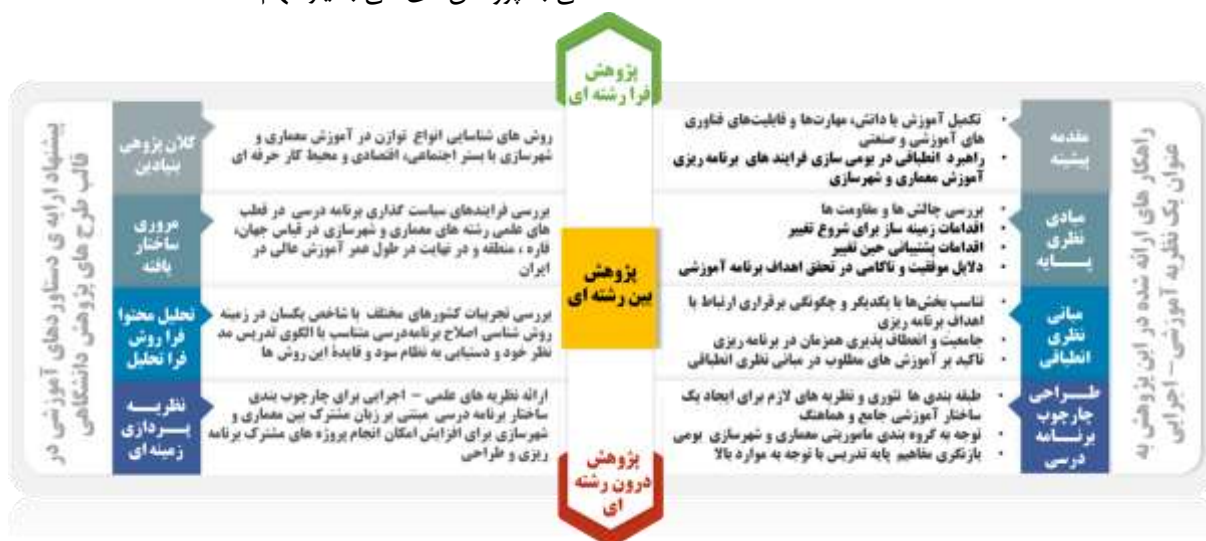 پژوهش
فرا رشته ای
راهکار های ارائه شده در این پژوهش به
عنوان یک نظریه آموزشی - اجرایی
مقدمه
پیشینه
• تکمیل آموزش با دانش، مهارت‌ها و قابلیت‌های فناوری
های آموزشی و صنعتی
• راهبرد انطباقی در بومی سازی فرایند های برنامه ریزی
آموزش معماری و شهرسازی
مبادی
نظری
پــایه
• بررسی چالش ها و مقاومت ها
• اقدامات زمینه ساز برای شروع تغییر
• اقدامات پشتیبانی حین تغییر
• دلایل موفقیت و ناکامی در تحقق اهداف برنامه آموزشی
مبانی
نظری
انطباقی
• تناسب بخش‌ها با یکدیگر و چگونگی برقراری ارتباط با
اهداف برنامه ریزی
• جامعیت و انعطاف پذیری همزمان در برنامه ریزی
• تاکید بر آموزش های مطلوب در مبانی نظری انطباقی
طــراحی
چارچوب
برنــامه
درسی
• طبقه بندی ها تئوری و نظریه های لازم برای ایجاد یک
ساختار آموزشی جامع و هماهنگ
• توجه به گروه بندی ماموریتی معماری و شهرسازی بومی
• بازنگری مفاهیم پایه تدریس با توجه به موارد بالا
پژوهش
بین رشته ای
کلان پژوهی
بنیادین
روش های شناسایی انواع توازن در آموزش معماری و
شهرسازی با بستر اجتماعی، اقتصادی و محیط کار حرفه ای
مروری
ساختار
یافته
بررسی فرایندهای سیاست گذاری برنامه درسی در قطب
های علمی رشته های معماری و شهرسازی در قیاس جهان،
قاره ، منطقه و در نهایت در طول عمر آموزش عالی در
ایران
تحلیل محتوا
فرا روش
فرا تحلیل
بررسی تجربیات کشورهای مختلف با شاخص یکسان در زمینه
روش شناسی اصلاح برنامه‌درسی متناسب با الگوی تدریس مد
نظر خود و دستیابی به نظام سود و فایدهٔ این روش ها
نظریــه
پــردازی
زمینه‌ای
ارائه نظریه های علمی - اجرایی برای چارچوب بندی
ساختار برنامه درسی مبتنی بر زبان مشترک بین معماری و
شهرسازی برای افزایش امکان انجام پروژه های مشترک برنامه
ریزی و طراحی
پیشنهاد ارایه ی دستاوردهای آموزشی در
قالب طرح های پژوهش دانشگاهی
پژوهش
درون رشته
ای